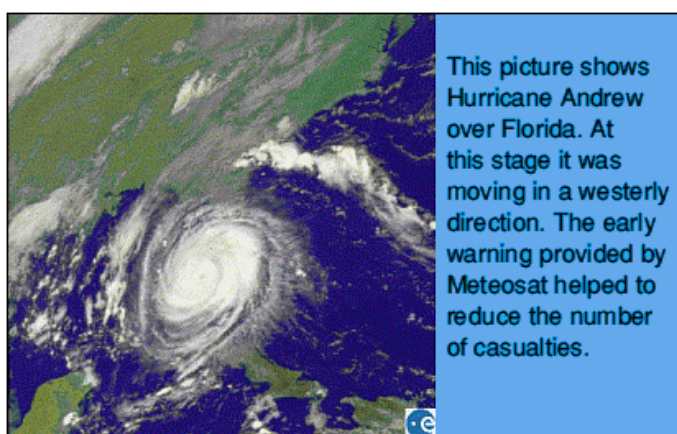 This picture shows
Hurricane Andrew
over Florida. At
this stage it was
moving in a westerly
direction. The early
warning provided by
Meteosat helped to
reduce the number
of casualties.
e